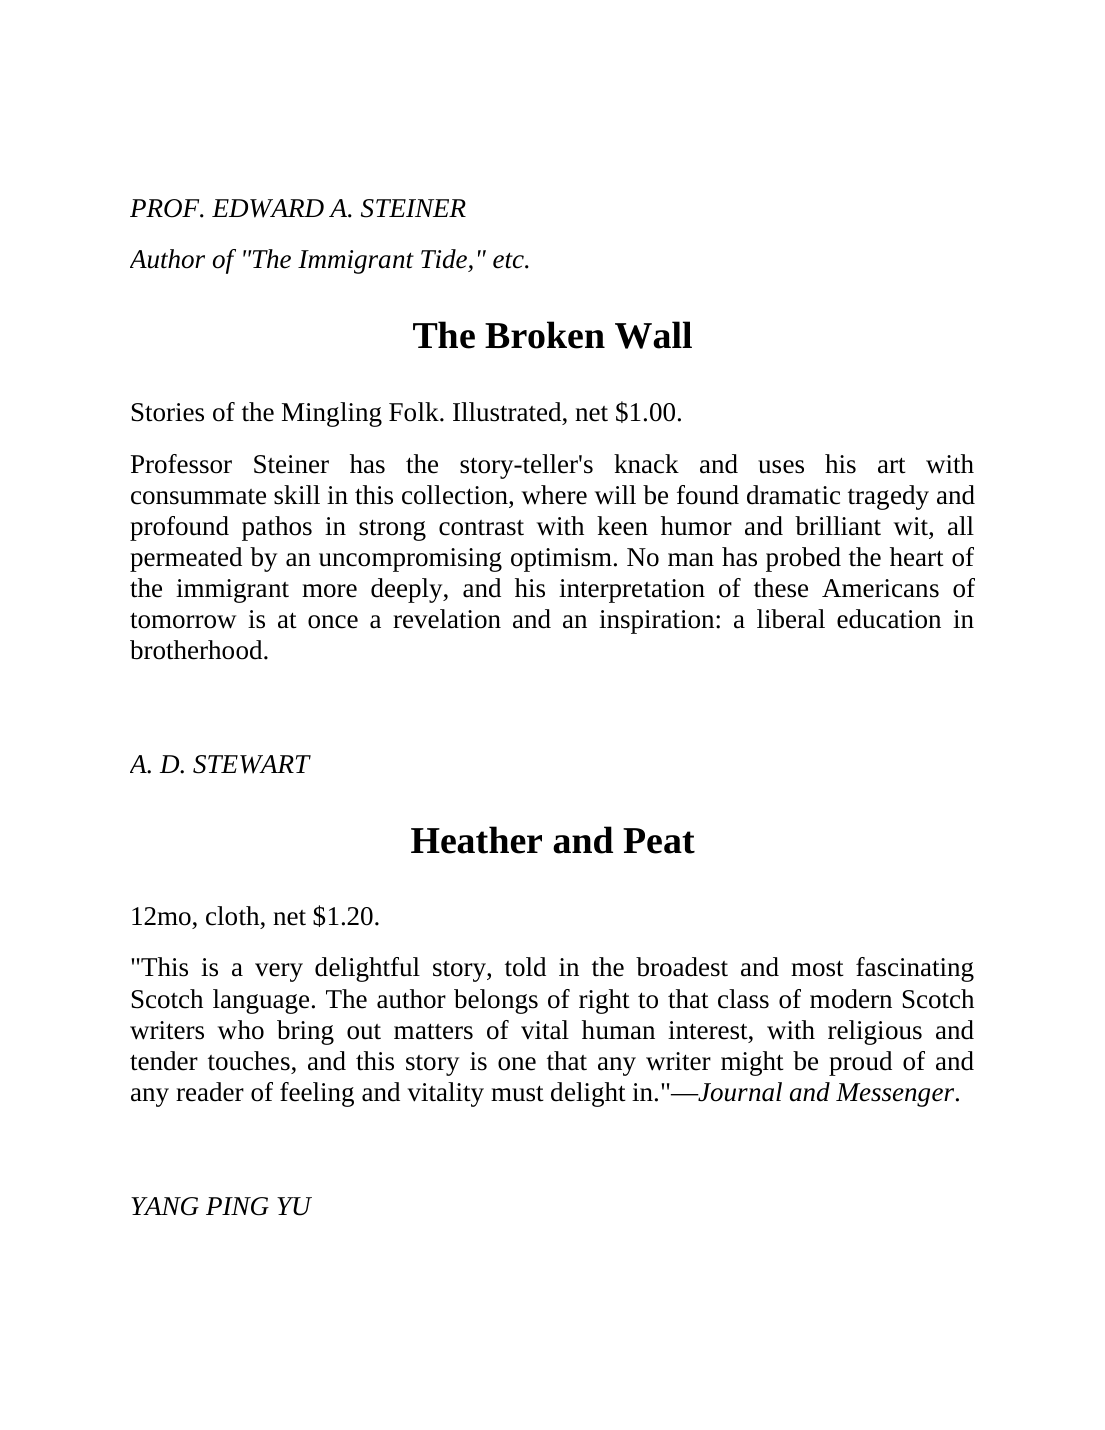 PROF. EDWARD A. STEINER
Author of "The Immigrant Tide," etc.
The Broken Wall
Stories of the Mingling Folk. Illustrated, net $1.00.
Professor Steiner has the story-teller's knack and uses his art with
consummate skill in this collection, where will be found dramatic tragedy and
profound pathos in strong contrast with keen humor and brilliant wit, all
permeated by an uncompromising optimism. No man has probed the heart of
the immigrant more deeply, and his interpretation of these Americans of
tomorrow is at once a revelation and an inspiration: a liberal education in
brotherhood.
A. D. STEWART
Heather and Peat
12mo, cloth, net $1.20.
"This is a very delightful story, told in the broadest and most fascinating
Scotch language. The author belongs of right to that class of modern Scotch
writers who bring out matters of vital human interest, with religious and
tender touches, and this story is one that any writer might be proud of and
any reader of feeling and vitality must delight in."—Journal and Messenger.
YANG PING YU